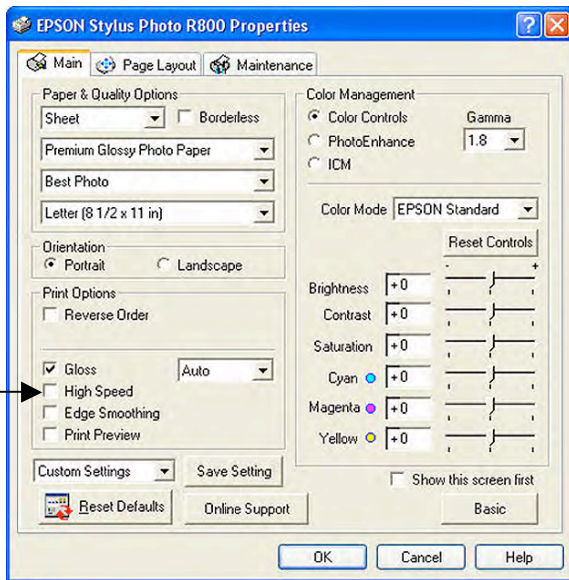 EPSON Stylus Photo R800 Properties
Main Page Layout Maintenance
Paper & Quality Options
Sheet Borderless
Premium Glossy Photo Paper
Best Photo
Letter (8 1/2 x 11 in)
Orientation
Portrait Landscape
Print Options
Reverse Order
Gloss Auto
High Speed
Edge Smoothing
Print Preview
Custom Settings Save Setting
Reset Defaults Online Support
Color Management
Color Controls Gamma
PhotoEnhance 1.8
ICM
Color Mode EPSON Standard
Reset Controls
- +
Brightness +0
Contrast +0
Saturation +0
Cyan +0
Magenta +0
Yellow +0
Show this screen first
Basic
OK Cancel Help